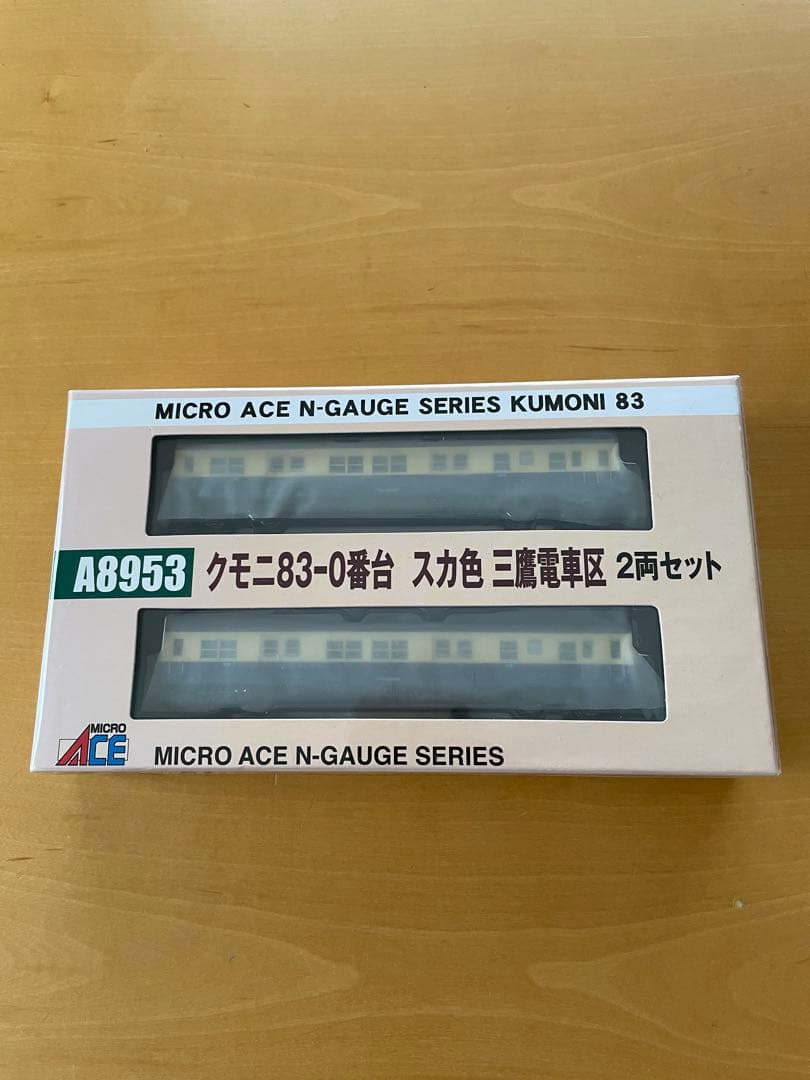 MICRO ACE N-GAUGE SERIES KUMONI 83
A8953 クモニ83-0番台 スカ色 三鷹電車区 2両セット
MICRO ACE
MICRO ACE N-GAUGE SERIES